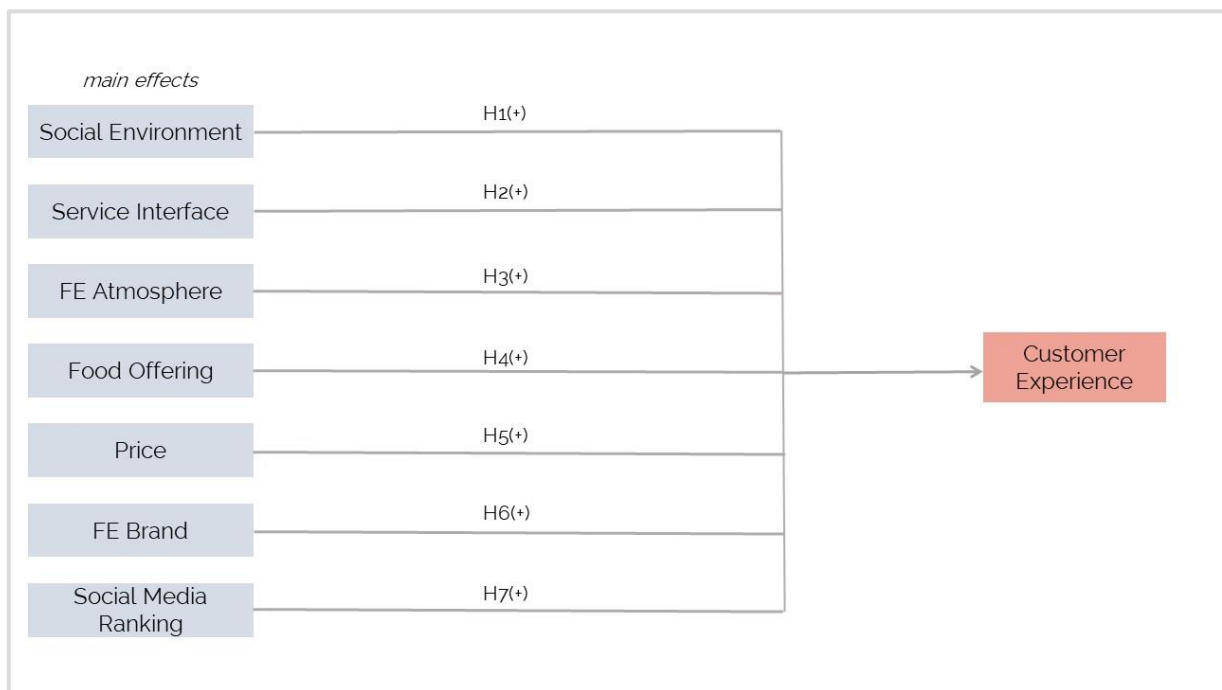 main effects
Social Environment
H1(+)
Service Interface
H2(+)
FE Atmosphere
H3(+)
Food Offering
H4(+)
Customer
Experience
Price
H5(+)
FE Brand
H6(+)
Social Media
Ranking
H7(+)